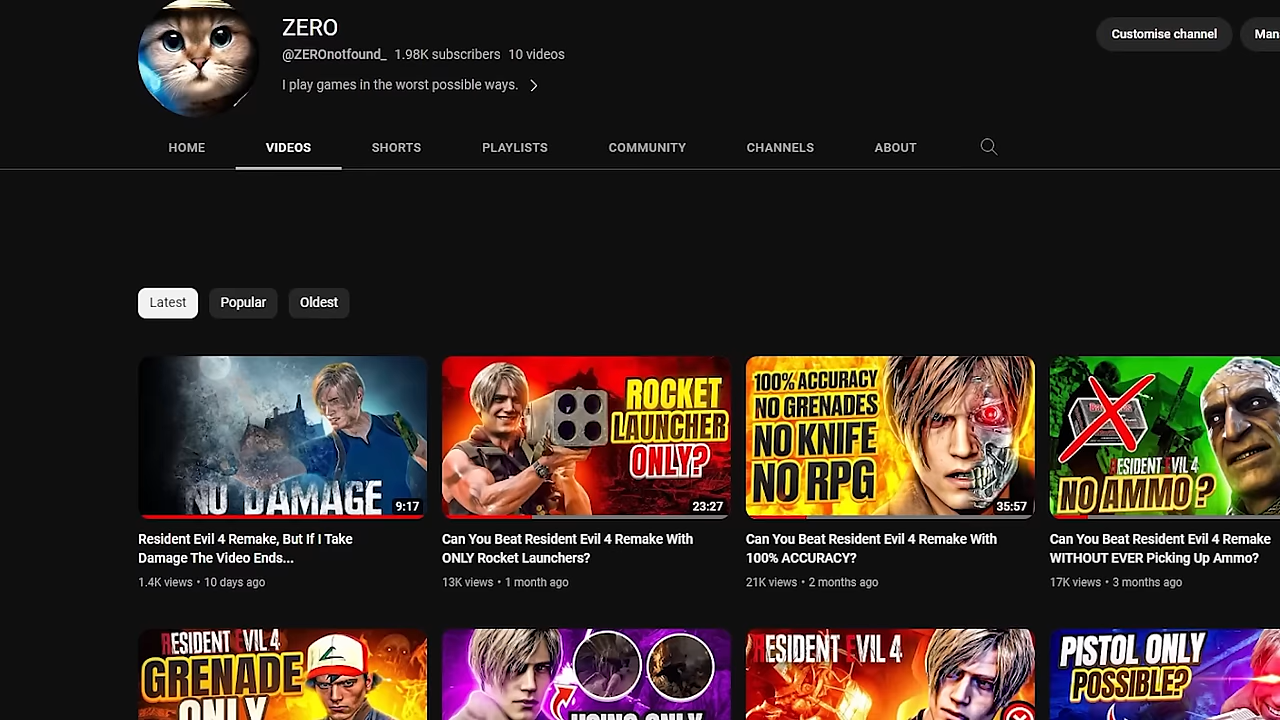 ZERO
@ZEROnotfound_ 1.98K subscribers 10 videos
Customise channel
Man
I play games in the worst possible ways.
HOME VIDEOS SHORTS PLAYLISTS COMMUNITY CHANNELS ABOUT
Latest Popular Oldest
NO DAMAGE
9:17
ROCKET
LAUNCHER
ONLY?
23:27
100% ACCURACY
NO GRENADES
NO KNIFE
NO RPG
35:57
RESIDENT EVIL 4
NO AMMO?
Resident Evil 4 Remake, But If I Take
Damage The Video Ends...
1.4K views • 10 days ago
Can You Beat Resident Evil 4 Remake With
ONLY Rocket Launchers?
13K views • 1 month ago
Can You Beat Resident Evil 4 Remake With
100% ACCURACY?
21K views • 2 months ago
Can You Beat Resident Evil 4 Remake
WITHOUT EVER Picking Up Ammo?
17K views • 3 months ago
RESIDENT EVIL 4
GRENADE
ONLY
USING ONLY
RESIDENT EVIL 4
PISTOL ONLY
POSSIBLE?